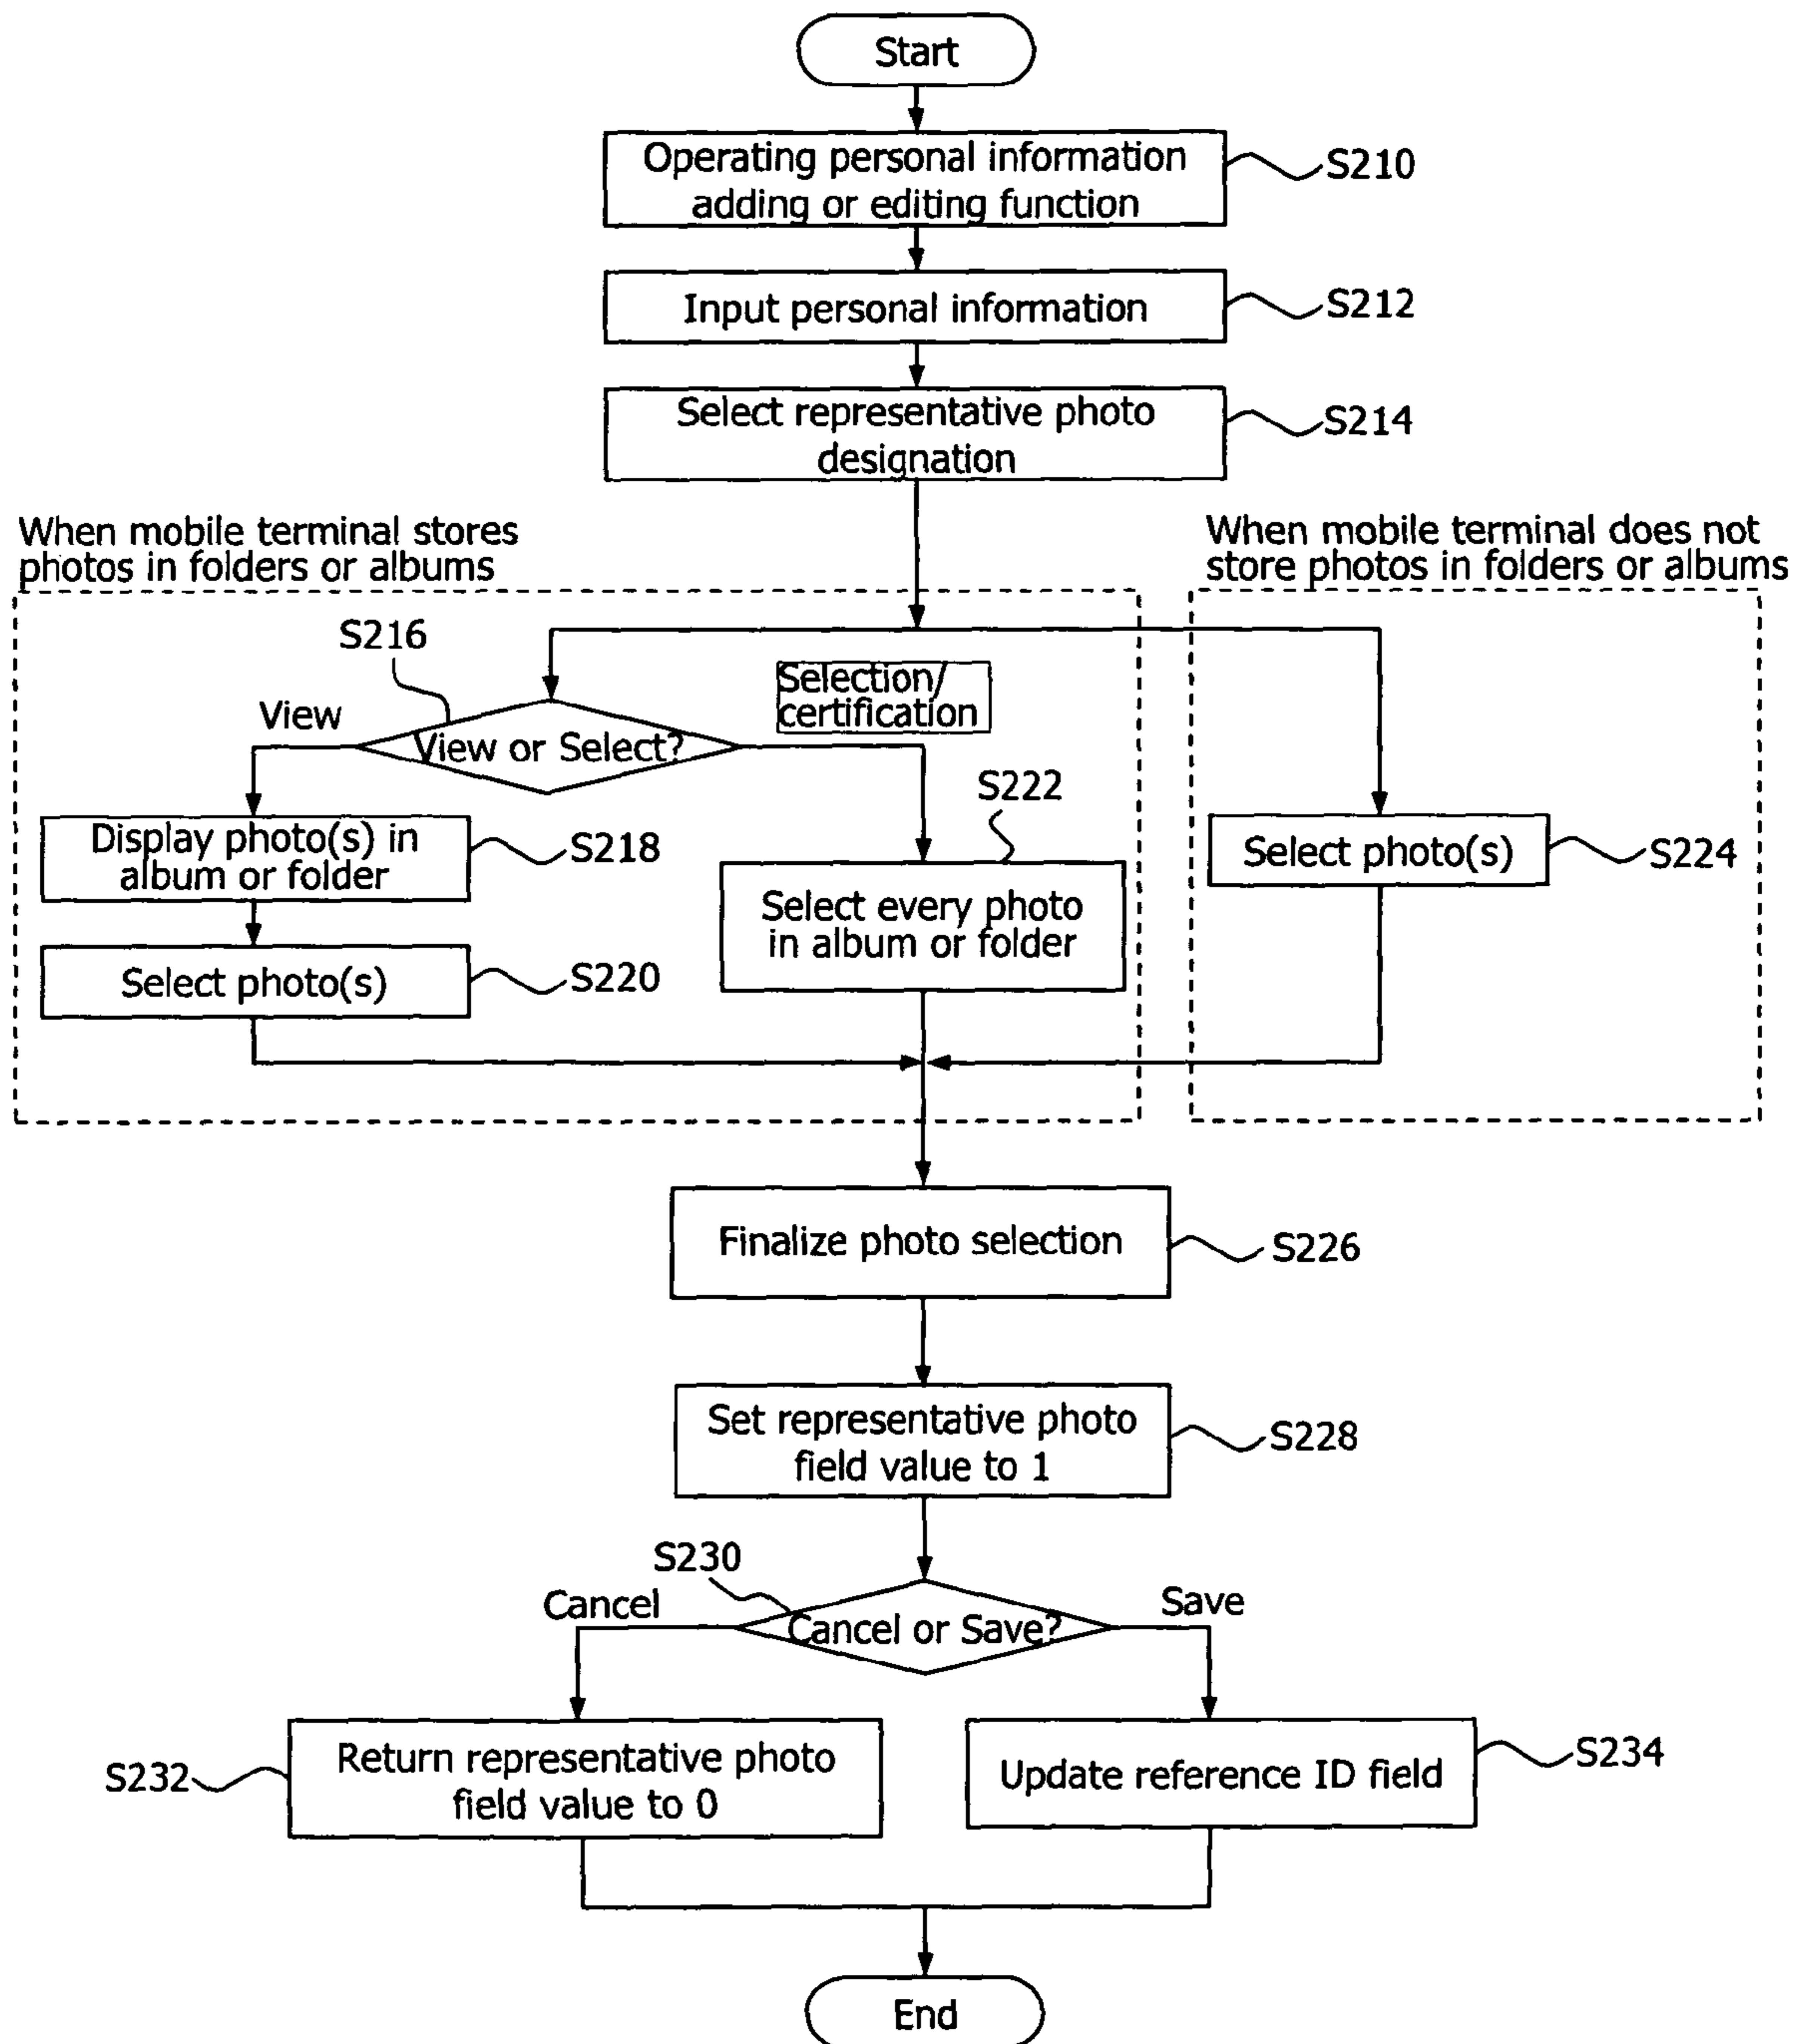 Start
Operating personal information
adding or editing function
S210
Input personal information
S212
Select representative photo
designation
S214
When mobile terminal stores
photos in folders or albums
When mobile terminal does not
store photos in folders or albums
S216
Selection/
certification
View
View or Select?
S222
Display photo(s) in
album or folder
S218
Select photo(s)
S224
Select every photo
in album or folder
Select photo(s)
S220
Finalize photo selection
S226
Set representative photo
field value to 1
S228
S230
Cancel
Save
Cancel or Save?
Return representative photo
field value to 0
S232
Update reference ID field
S234
End